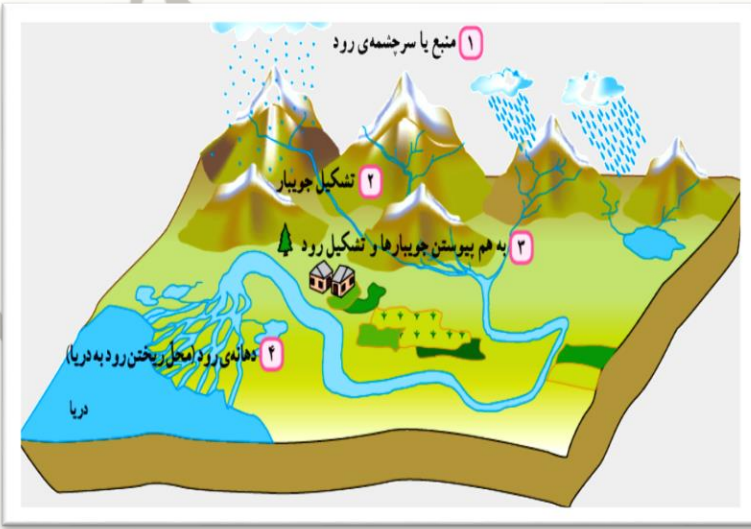 ۱ منبع یا سرچشمه‌ی رود
۲ تشکیل جویبار
۳ به هم پیوستن جویبارها و تشکیل رود
۴ دهانه‌ی رود (محل ریختن رود به دریا)
دریا